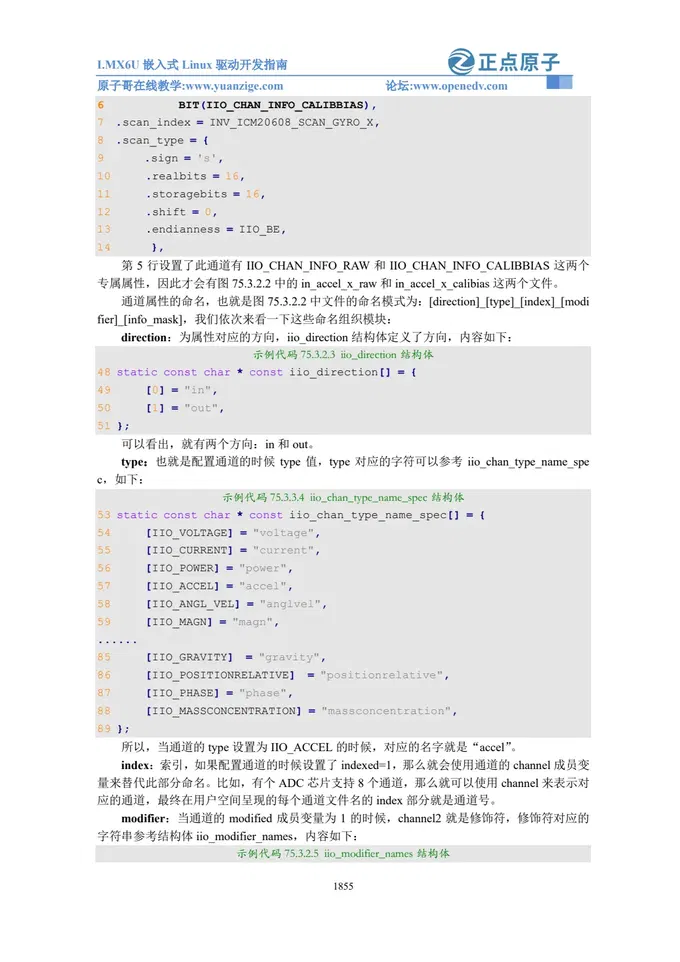 I.MX6U 嵌入式 Linux 驱动开发指南
正点原子
原子哥在线教学:www.yuanzige.com 论坛:www.openedv.com
6 BIT(IIO_CHAN_INFO_CALIBBIAS),
7 .scan_index = INV_ICM20608_SCAN_GYRO_X,
8 .scan_type = {
9 .sign = 's',
10 .realbits = 16,
11 .storagebits = 16,
12 .shift = 0,
13 .endianness = IIO_BE,
14 },
第 5 行设置了此通道有 IIO_CHAN_INFO_RAW 和 IIO_CHAN_INFO_CALIBBIAS 这两个
专属属性，因此才会有图 75.3.2.2 中的 in_accel_x_raw 和 in_accel_x_calibias 这两个文件。
通道属性的命名，也就是图 75.3.2.2 中文件的命名模式为：[direction]_[type]_[index]_[modi
fier]_[info_mask]，我们依次来看一下这些命名组织模块：
direction：为属性对应的方向，iio_direction 结构体定义了方向，内容如下：
示例代码 75.3.2.3 iio_direction 结构体
48 static const char * const iio_direction[] = {
49 [0] = "in",
50 [1] = "out",
51 };
可以看出，就有两个方向：in 和 out。
type：也就是配置通道的时候 type 值，type 对应的字符可以参考 iio_chan_type_name_spe
c，如下：
示例代码 75.3.3.4 iio_chan_type_name_spec 结构体
53 static const char * const iio_chan_type_name_spec[] = {
54 [IIO_VOLTAGE] = "voltage",
55 [IIO_CURRENT] = "current",
56 [IIO_POWER] = "power",
57 [IIO_ACCEL] = "accel",
58 [IIO_ANGL_VEL] = "anglvel",
59 [IIO_MAGN] = "magn",
......
85 [IIO_GRAVITY] = "gravity",
86 [IIO_POSITIONRELATIVE] = "positionrelative",
87 [IIO_PHASE] = "phase",
88 [IIO_MASSCONCENTRATION] = "massconcentration",
89 };
所以，当通道的 type 设置为 IIO_ACCEL 的时候，对应的名字就是“accel”。
index：索引，如果配置通道的时候设置了 indexed=1，那么就会使用通道的 channel 成员变
量来替代此部分命名。比如，有个 ADC 芯片支持 8 个通道，那么就可以使用 channel 来表示对
应的通道，最终在用户空间呈现的每个通道文件名的 index 部分就是通道号。
modifier：当通道的 modified 成员变量为 1 的时候，channel2 就是修饰符，修饰符对应的
字符串参考结构体 iio_modifier_names，内容如下：
示例代码 75.3.2.5 iio_modifier_names 结构体
1855